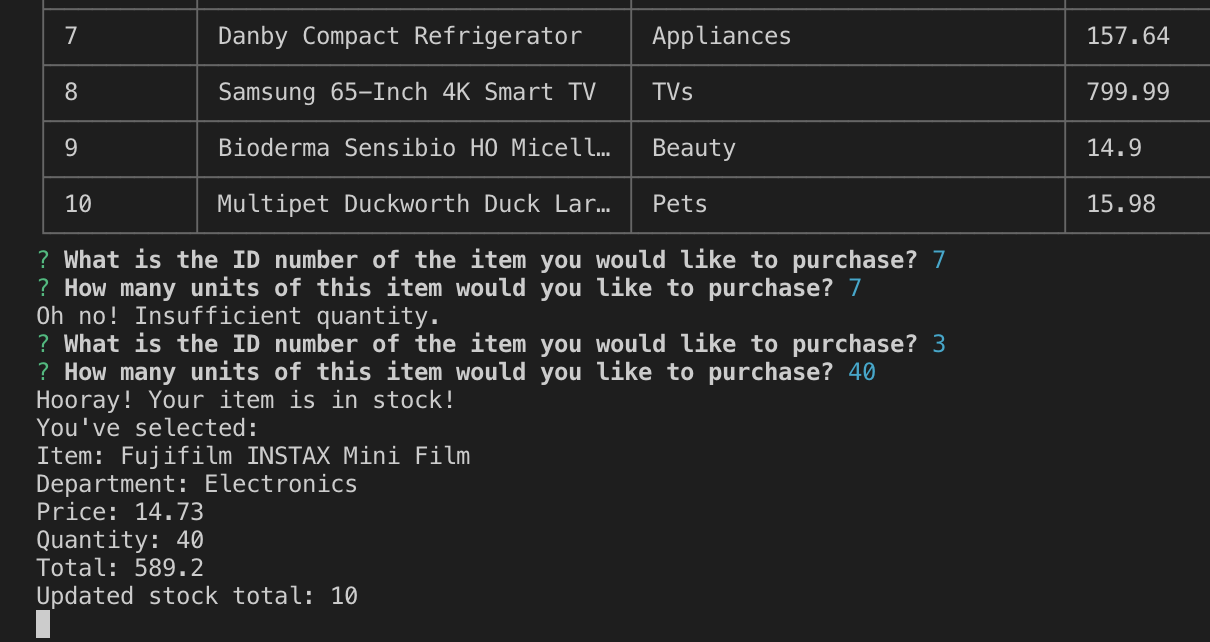 7 Danby Compact Refrigerator Appliances 157.64
8 Samsung 65-Inch 4K Smart TV TVs 799.99
9 Bioderma Sensibio HO Micell… Beauty 14.9
10 Multipet Duckworth Duck Lar… Pets 15.98
? What is the ID number of the item you would like to purchase? 7
? How many units of this item would you like to purchase? 7
Oh no! Insufficient quantity.
? What is the ID number of the item you would like to purchase? 3
? How many units of this item would you like to purchase? 40
Hooray! Your item is in stock!
You've selected:
Item: Fujifilm INSTAX Mini Film
Department: Electronics
Price: 14.73
Quantity: 40
Total: 589.2
Updated stock total: 10